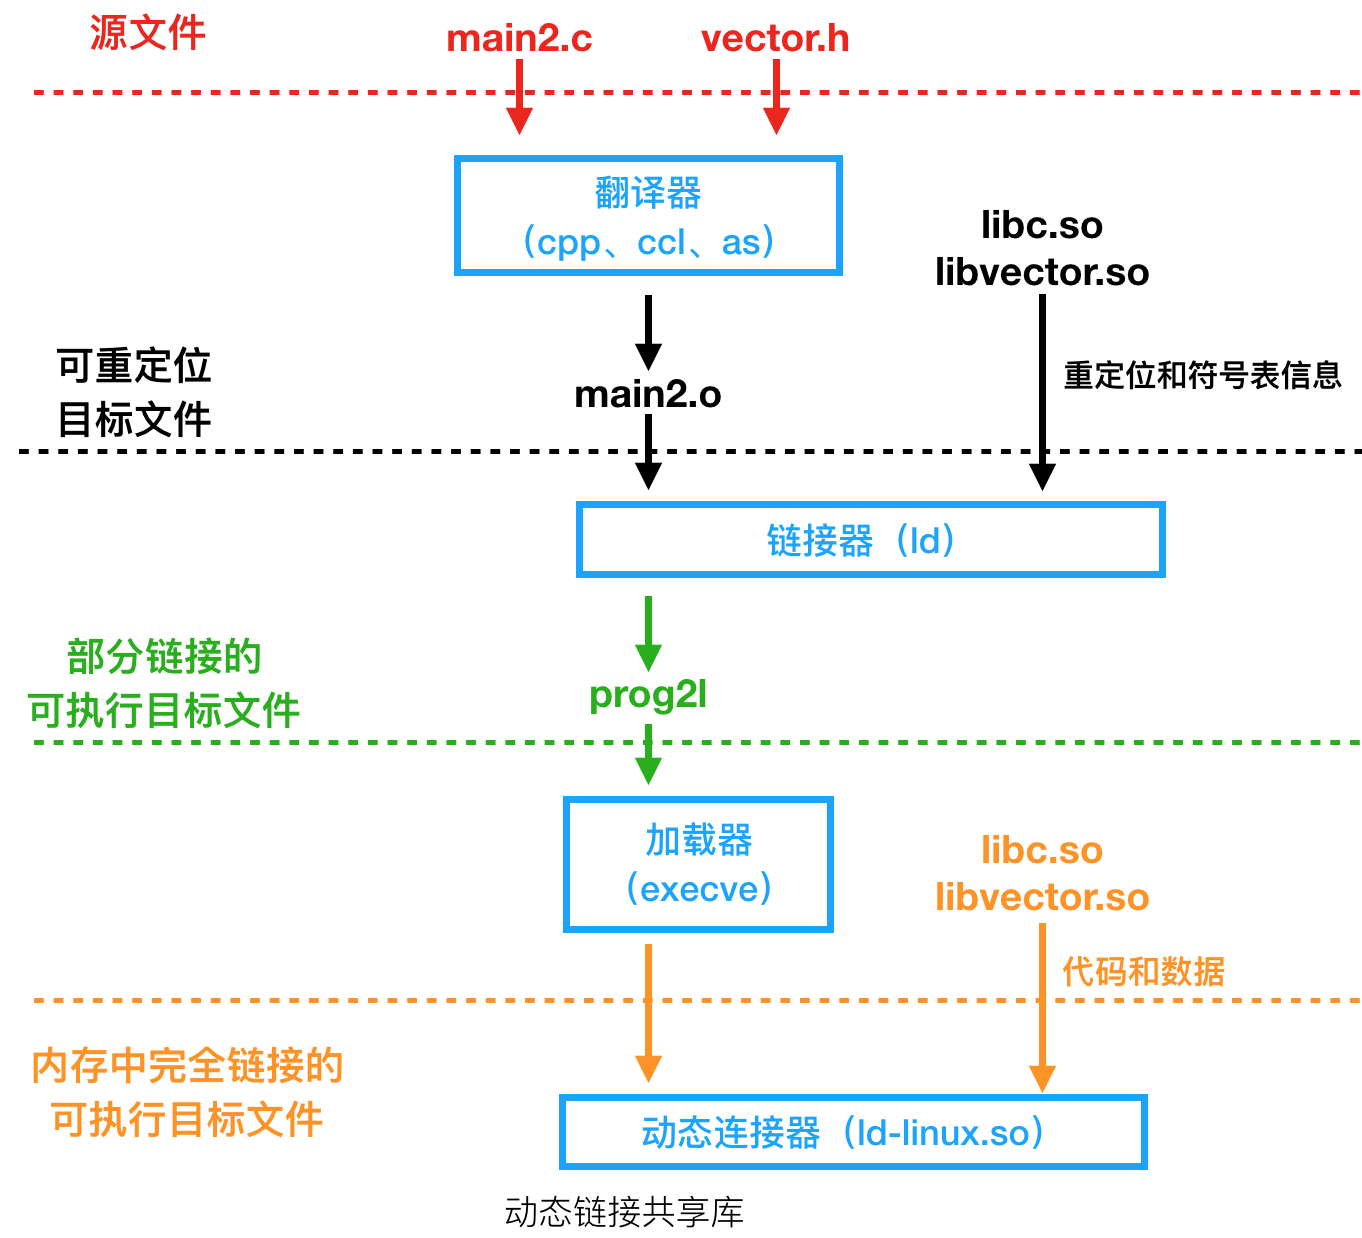 源文件
main2.c
vector.h
翻译器
（cpp、ccl、as）
libc.so
libvector.so
可重定位
目标文件
main2.o
重定位和符号表信息
链接器（ld）
部分链接的
可执行目标文件
prog2l
加载器
（execve）
libc.so
libvector.so
代码和数据
内存中完全链接的
可执行目标文件
动态连接器（ld-linux.so）
动态链接共享库